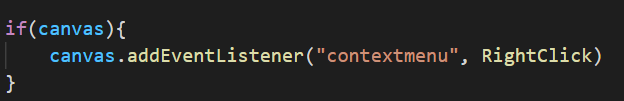 if(canvas){
    canvas.addEventListener("contextmenu", RightClick)
}